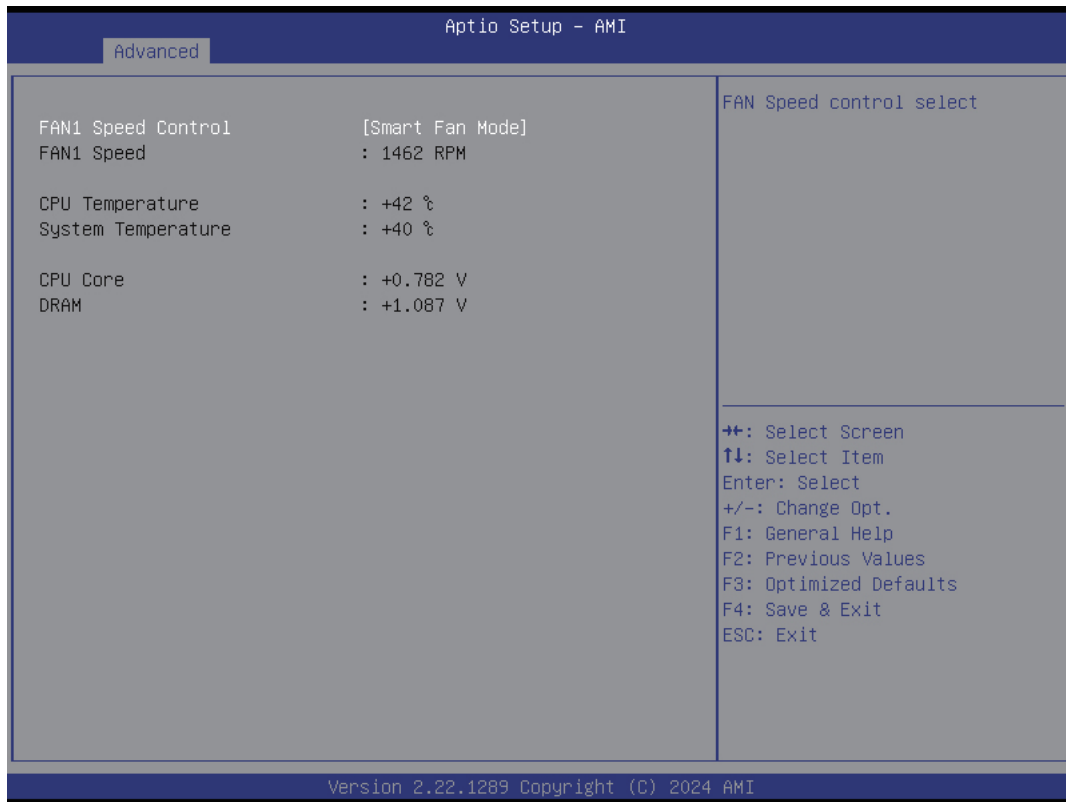 Aptio Setup – AMI
Advanced
FAN1 Speed Control [Smart Fan Mode]
FAN1 Speed : 1462 RPM
CPU Temperature : +42 ℃
System Temperature : +40 ℃
CPU Core : +0.782 V
DRAM : +1.087 V
FAN Speed control select
→←: Select Screen
↑↓: Select Item
Enter: Select
+/-: Change Opt.
F1: General Help
F2: Previous Values
F3: Optimized Defaults
F4: Save & Exit
ESC: Exit
Version 2.22.1289 Copyright (C) 2024 AMI